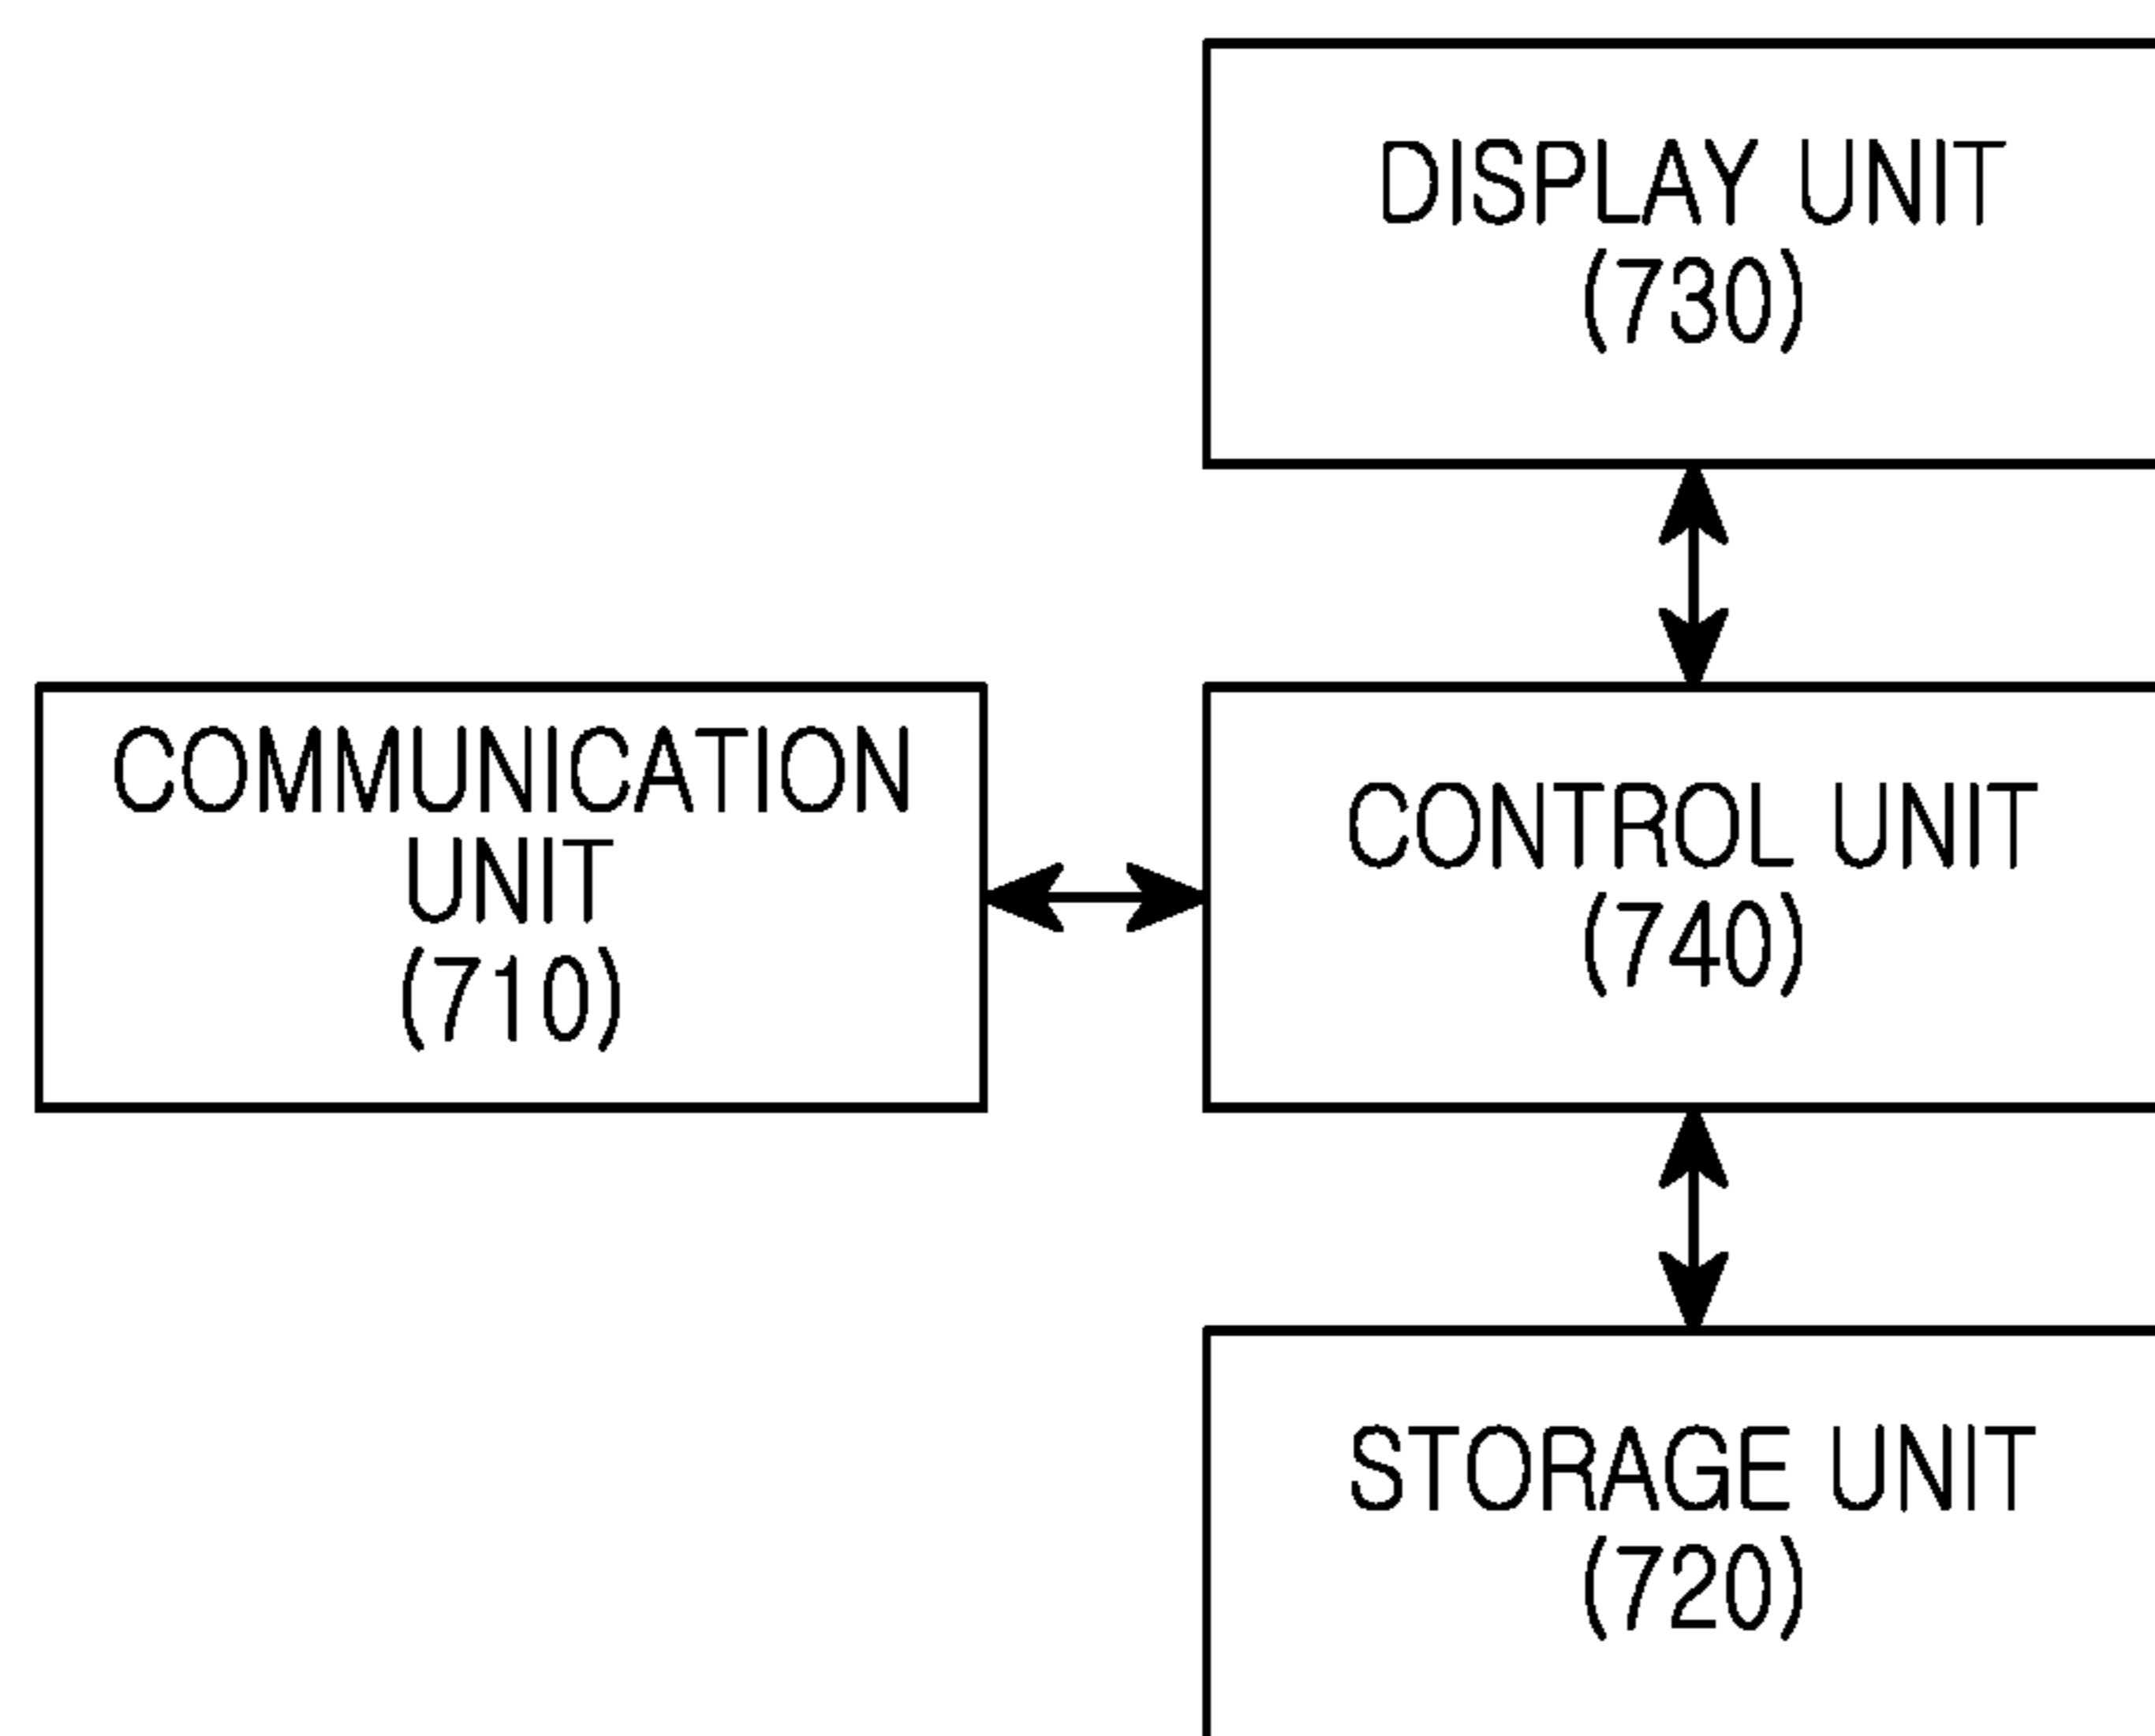 DISPLAY UNIT
(730)
COMMUNICATION
UNIT
(710)
CONTROL UNIT
(740)
STORAGE UNIT
(720)